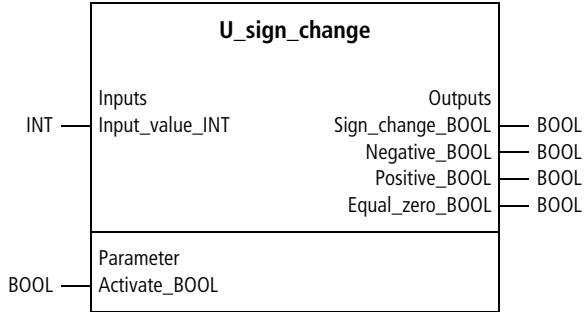 U_sign_change
Inputs Outputs
INT Input_value_INT Sign_change_BOOL BOOL
Negative_BOOL BOOL
Positive_BOOL BOOL
Equal_zero_BOOL BOOL
Parameter
BOOL Activate_BOOL